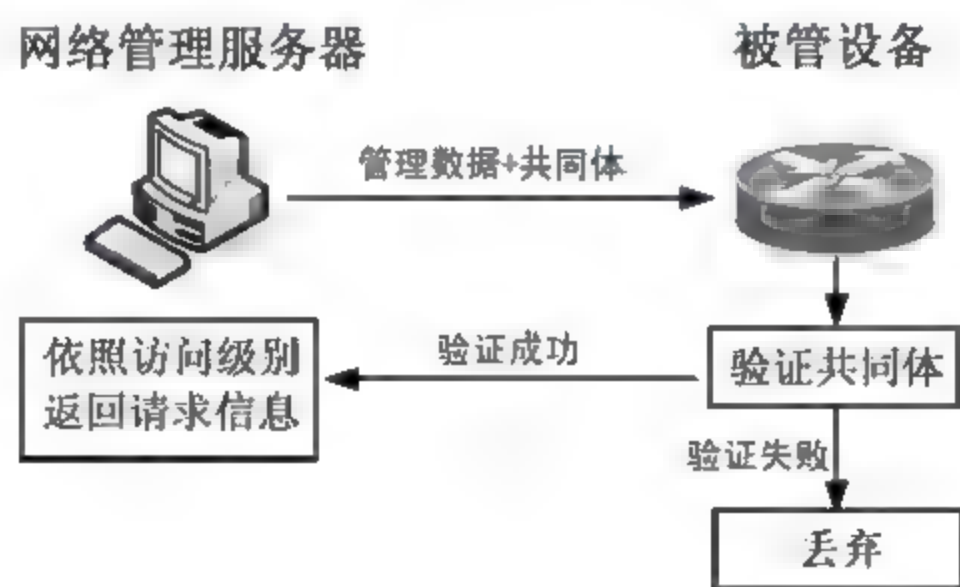 网络管理服务器
被管设备
管理数据+共同体
依照访问级别
返回请求信息
验证成功
验证共同体
验证失败
丢弃